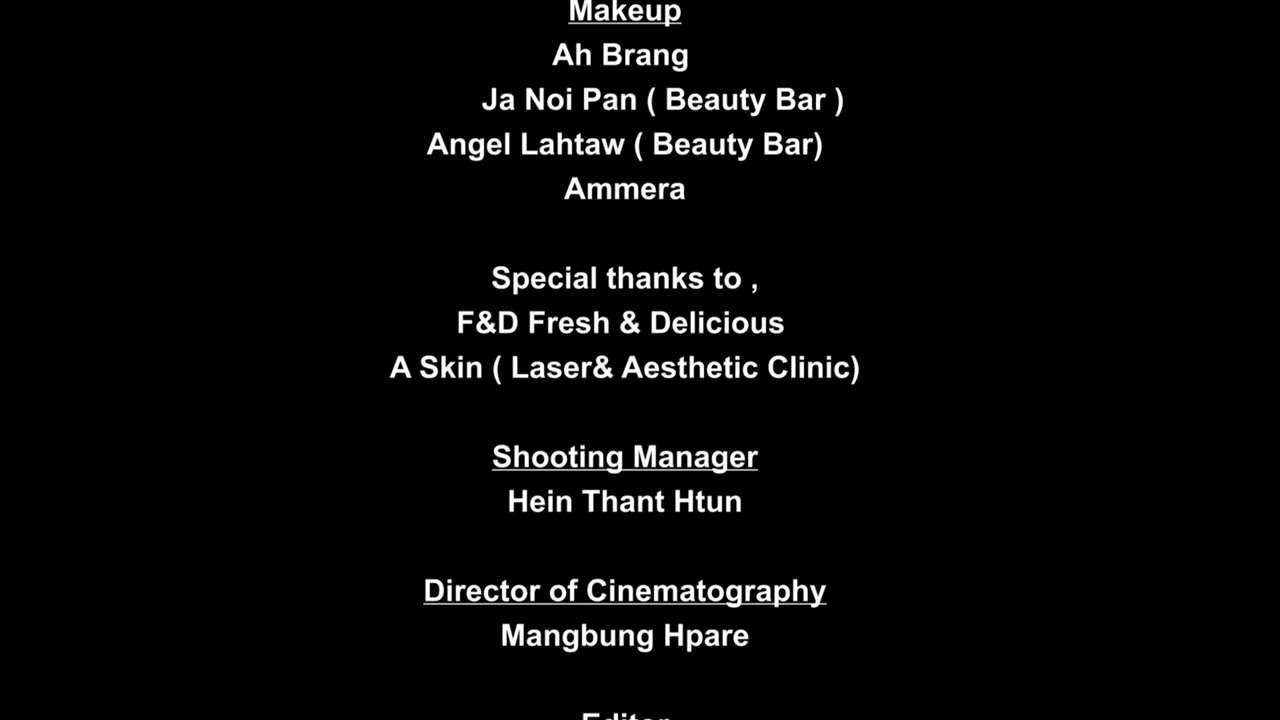 Makeup
Ah Brang
Ja Noi Pan ( Beauty Bar )
Angel Lahtaw ( Beauty Bar)
Ammera
Special thanks to ,
F&D Fresh & Delicious
A Skin ( Laser& Aesthetic Clinic)
Shooting Manager
Hein Thant Htun
Director of Cinematography
Mangbung Hpare
Editor